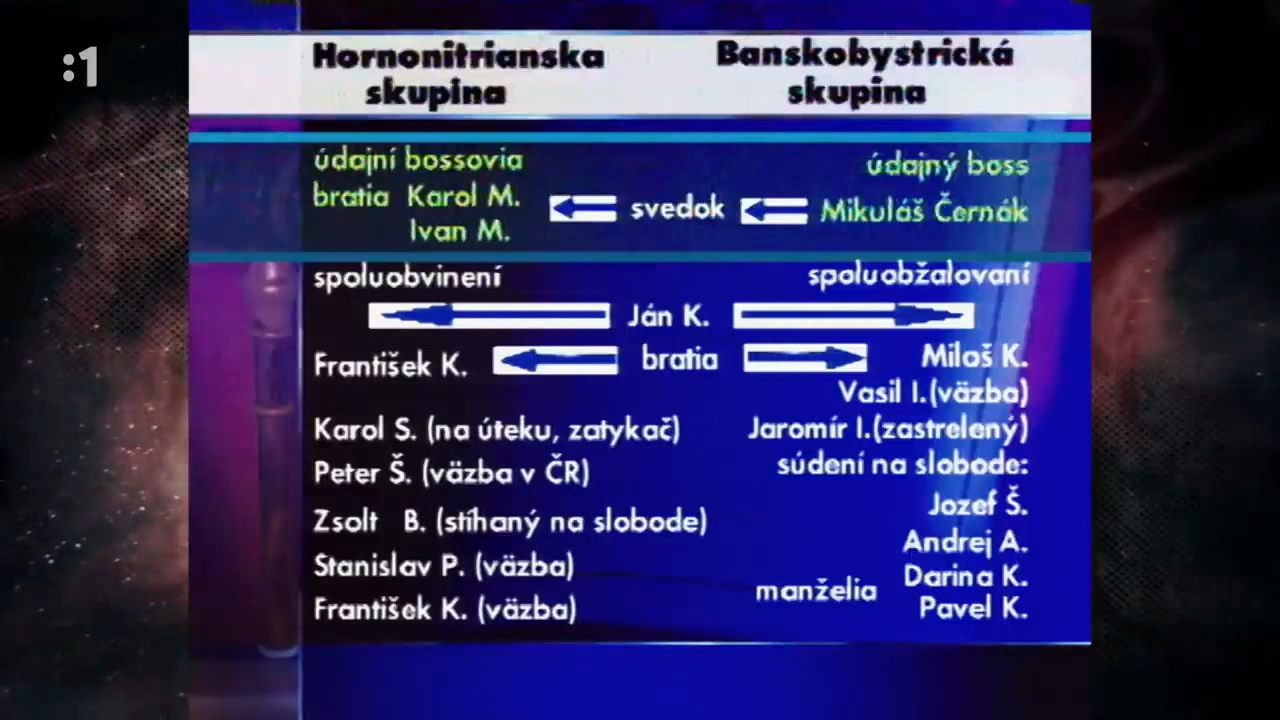 :1
Hornonitrianska Banskobystrická
skupina skupina
údajní bossovia údajný boss
bratia Karol M. svedok Mikuláš Černák
Ivan M.
spoluobvinení spoluobžalovaní
Ján K.
František K. bratia Miloš K.
Vasil I.(väzba)
Karol S. (na úteku, zatykač) Jaromír I.(zastrelený)
Peter Š. (väzba v ČR) súdení na slobode:
Jozef Š.
Zsolt B. (stíhaný na slobode)
Andrej A.
Stanislav P. (väzba) Darina K.
manželia
František K. (väzba) Pavel K.